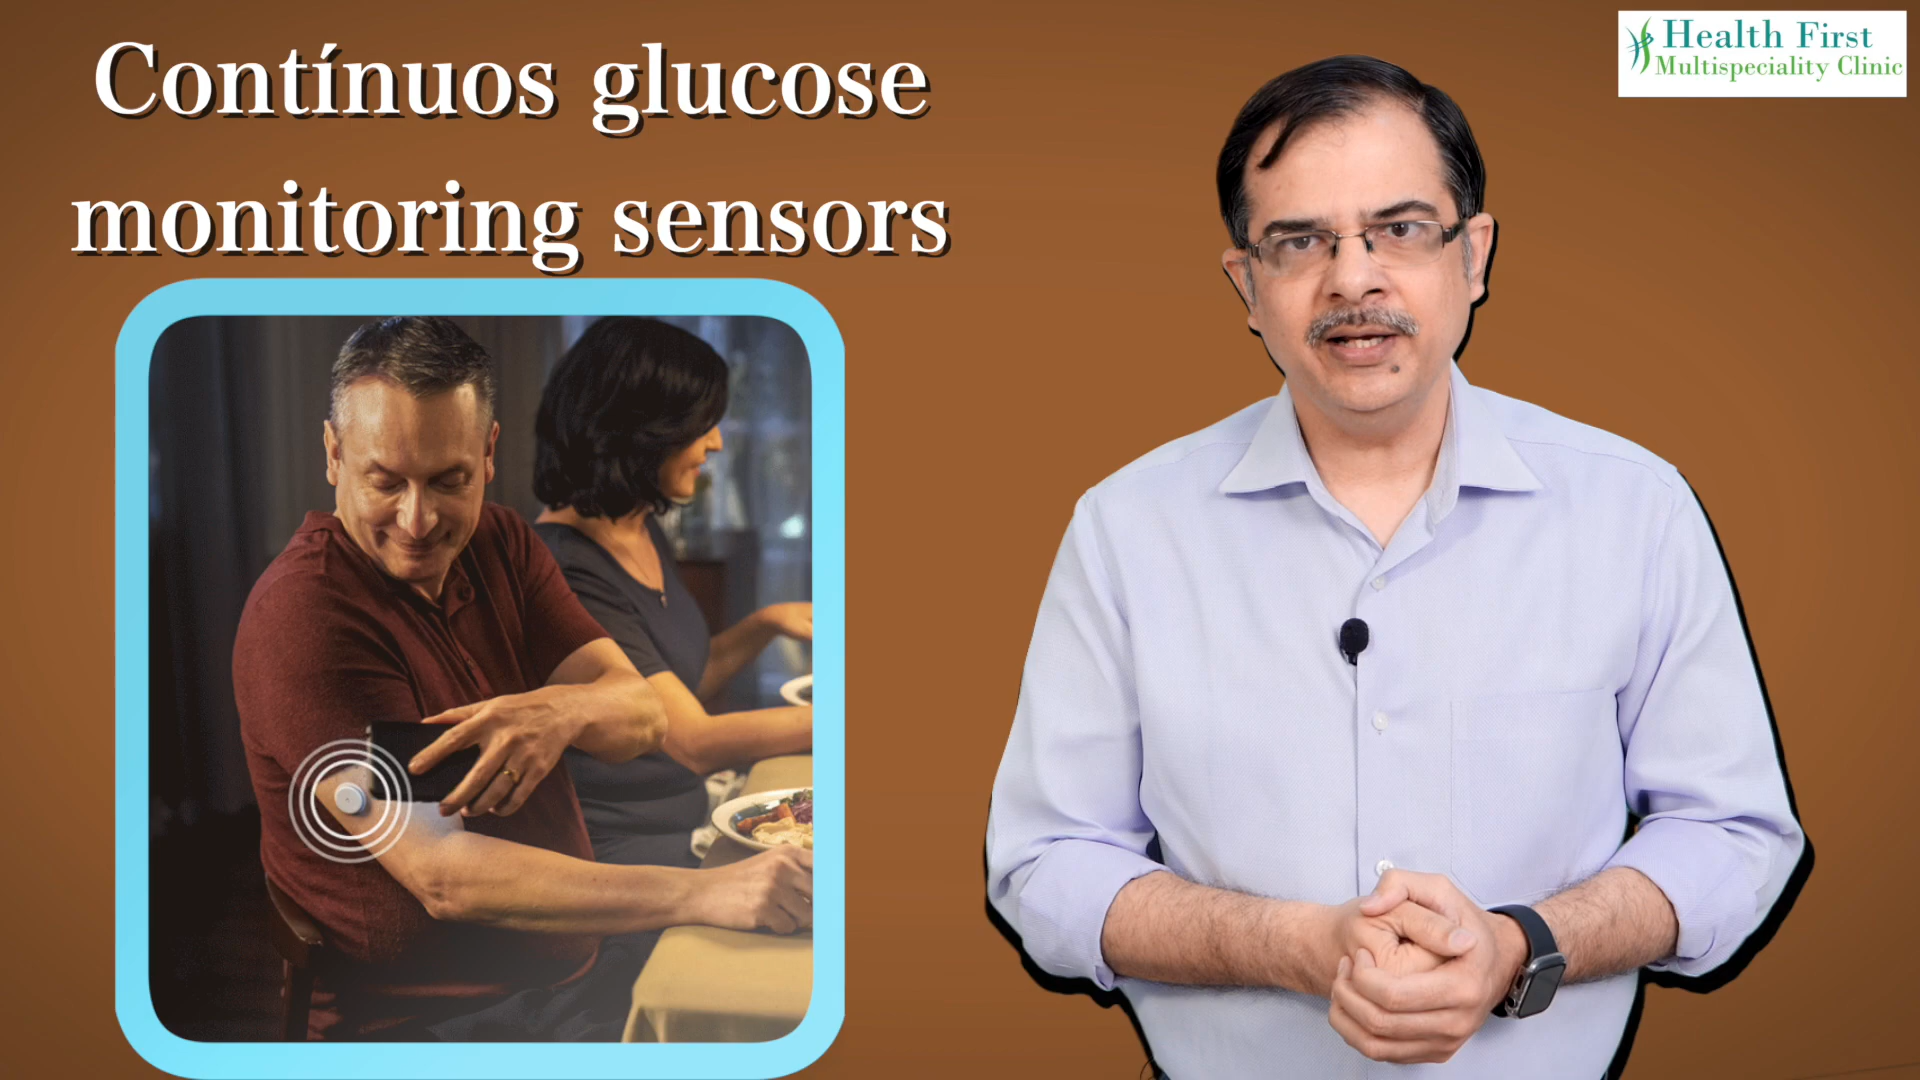 Contínuos glucose
monitoring sensors
Health First
Multispeciality Clinic